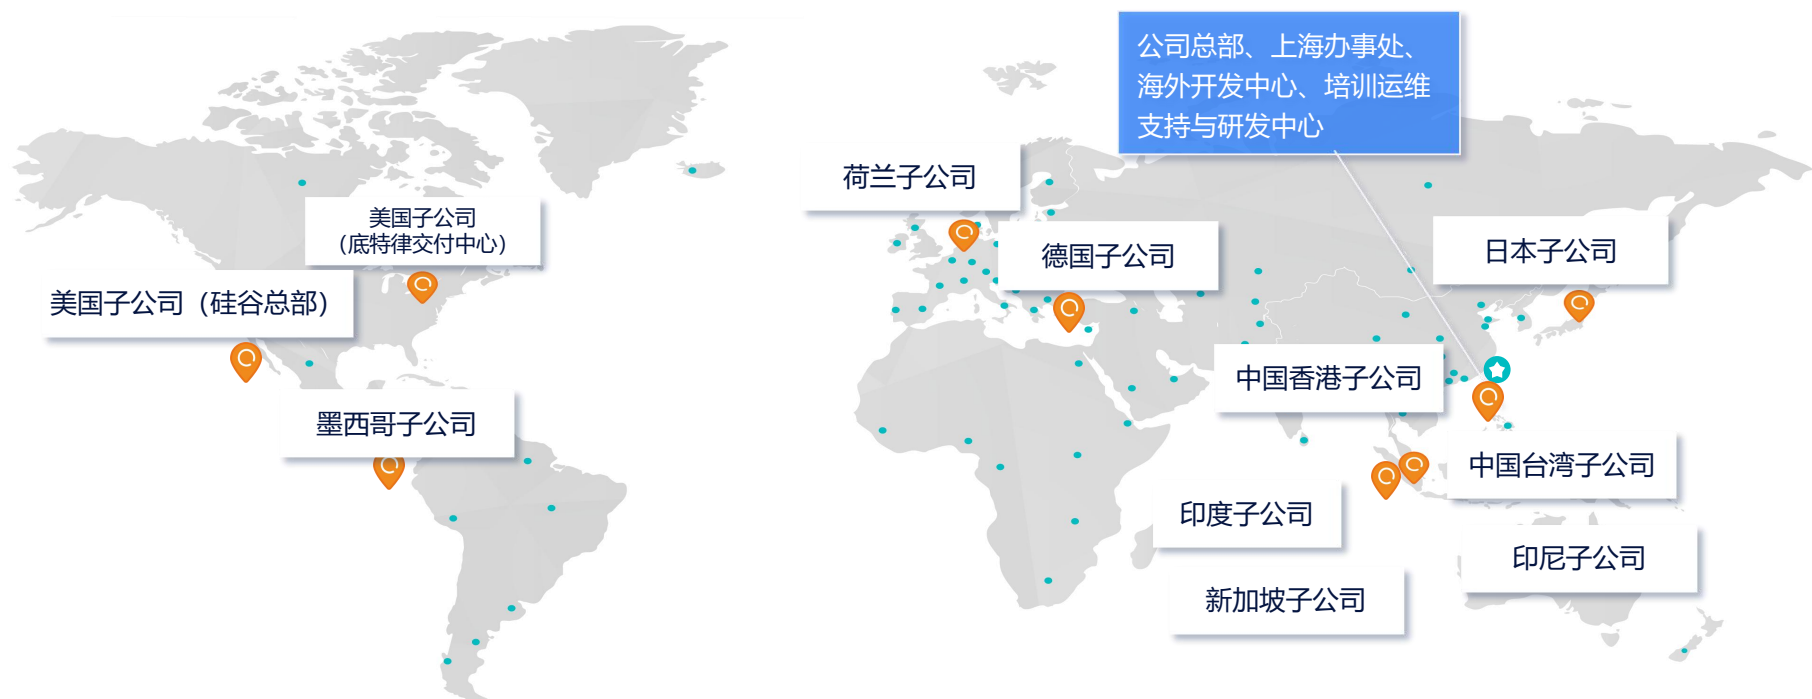 公司总部、上海办事处、
海外开发中心、培训运维
支持与研发中心
荷兰子公司
美国子公司
（底特律交付中心）
德国子公司
日本子公司
美国子公司（硅谷总部）
中国香港子公司
墨西哥子公司
中国台湾子公司
印度子公司
印尼子公司
新加坡子公司